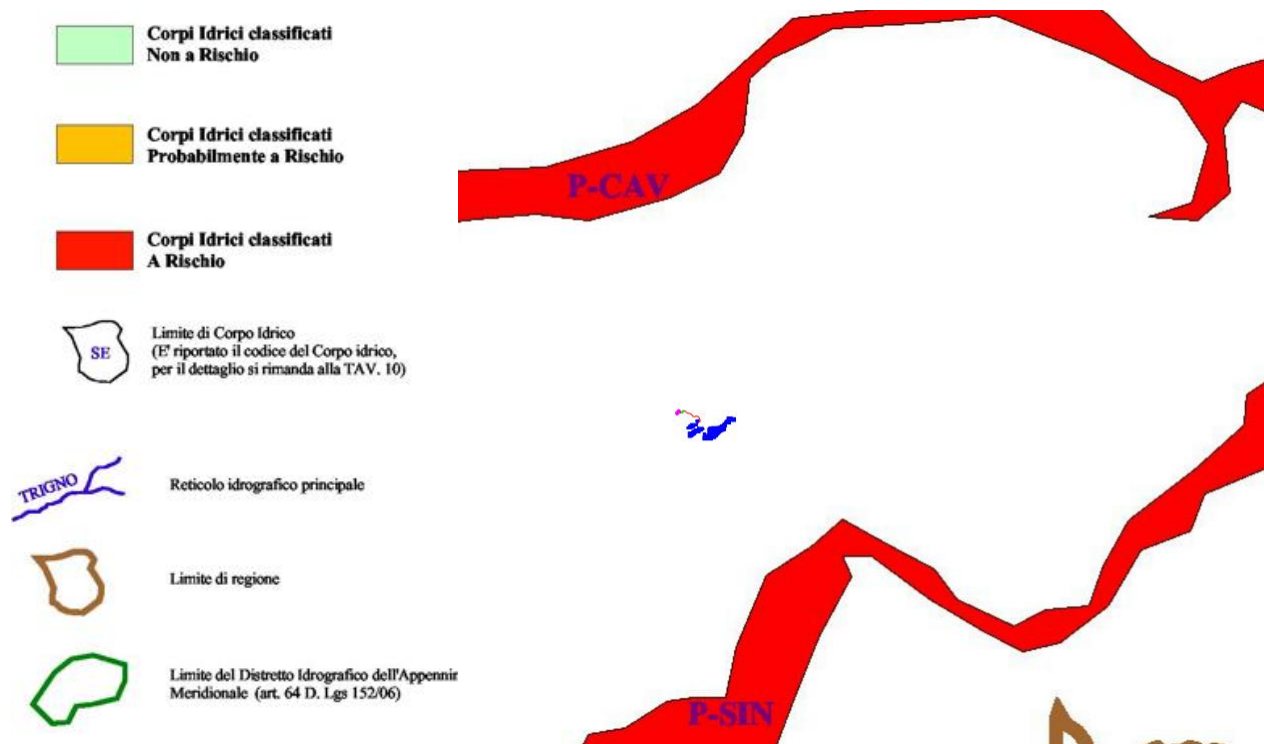 Corpi Idrici classificati
Non a Rischio
Corpi Idrici classificati
Probabilmente a Rischio
Corpi Idrici classificati
A Rischio
SE
Limite di Corpo Idrico
(E' riportato il codice del Corpo idrico,
per il dettaglio si rimanda alla TAV. 10)
TRIGNO
Reticolo idrografico principale
Limite di regione
Limite del Distretto Idrografico dell'Appennin
Meridionale (art. 64 D. Lgs 152/06)
P-CAV
P-SIN